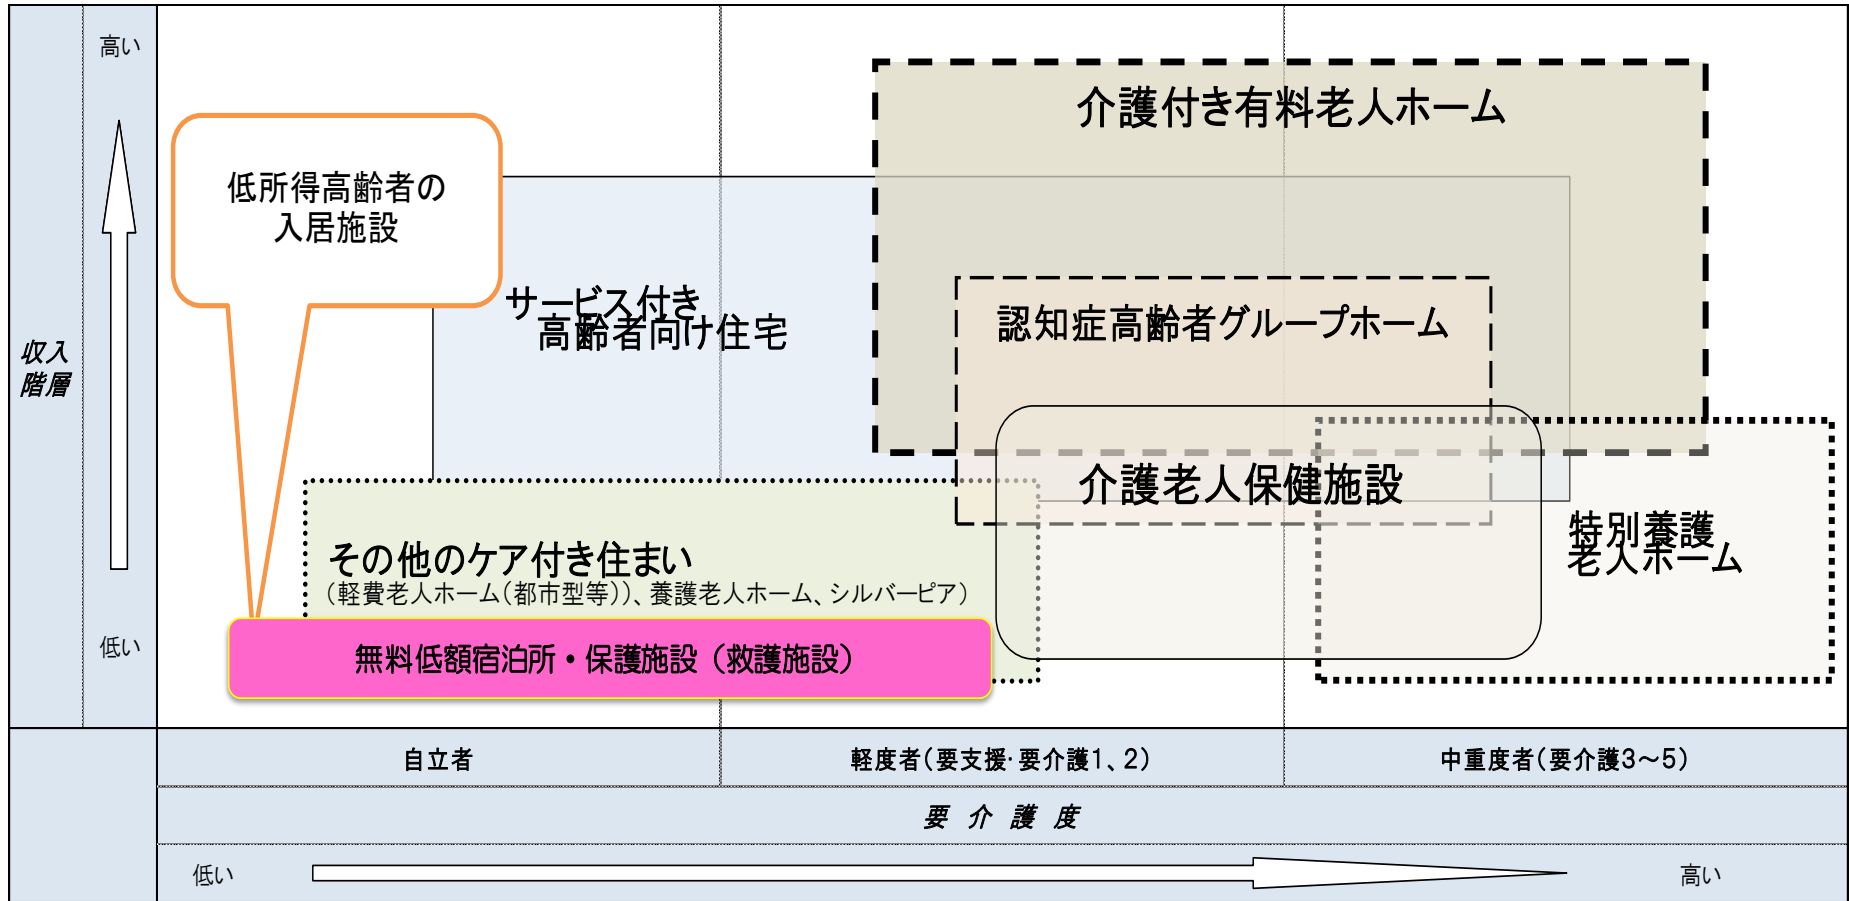 高い
介護付き有料老人ホーム
低所得高齢者の
入居施設
サービス付き
高齢者向け住宅
認知症高齢者グループホーム
収入
階層
介護老人保健施設
特別養護
老人ホーム
その他のケア付き住まい
（軽費老人ホーム（都市型等））、養護老人ホーム、シルバーピア）
低い
無料低額宿泊所・保護施設（救護施設）
自立者
軽度者（要支援・要介護1、2）
中重度者（要介護3～5）
要 介 護 度
低い
高い